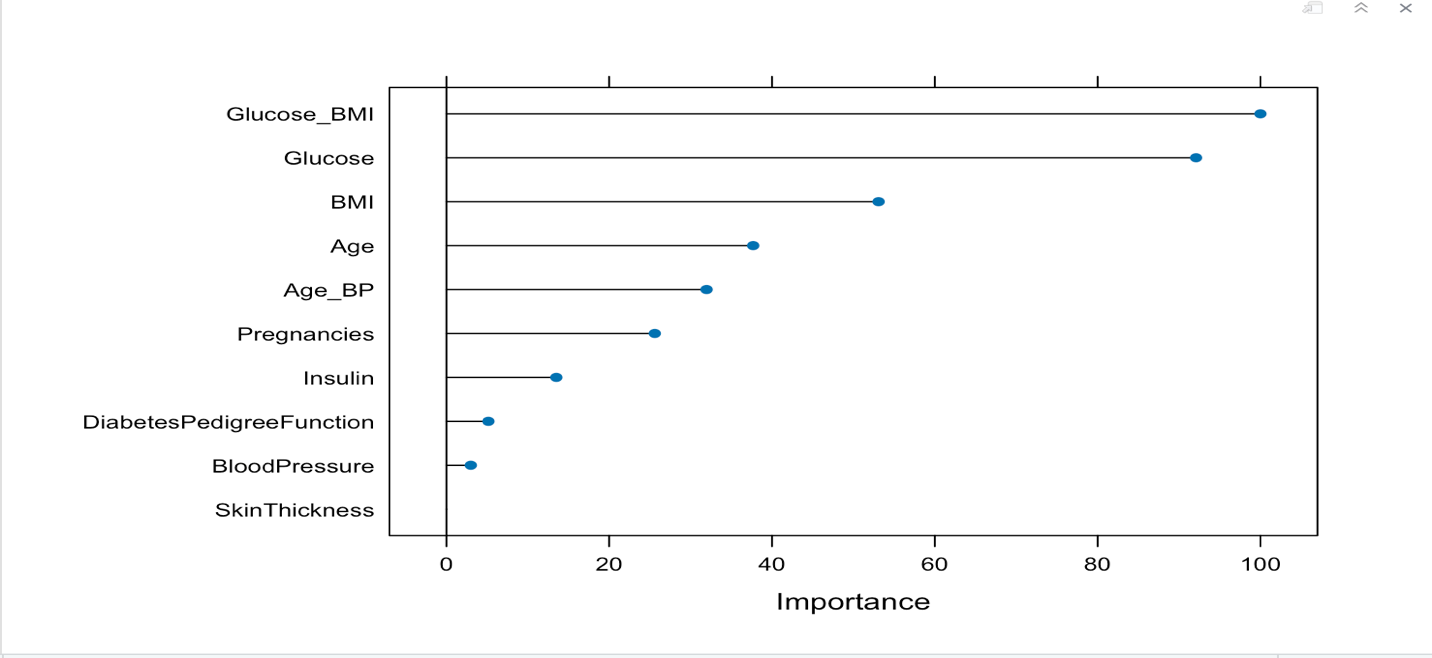 Glucose_BMI
Glucose
BMI
Age
Age_BP
Pregnancies
Insulin
DiabetesPedigreeFunction
BloodPressure
SkinThickness
0 20 40 60 80 100
Importance